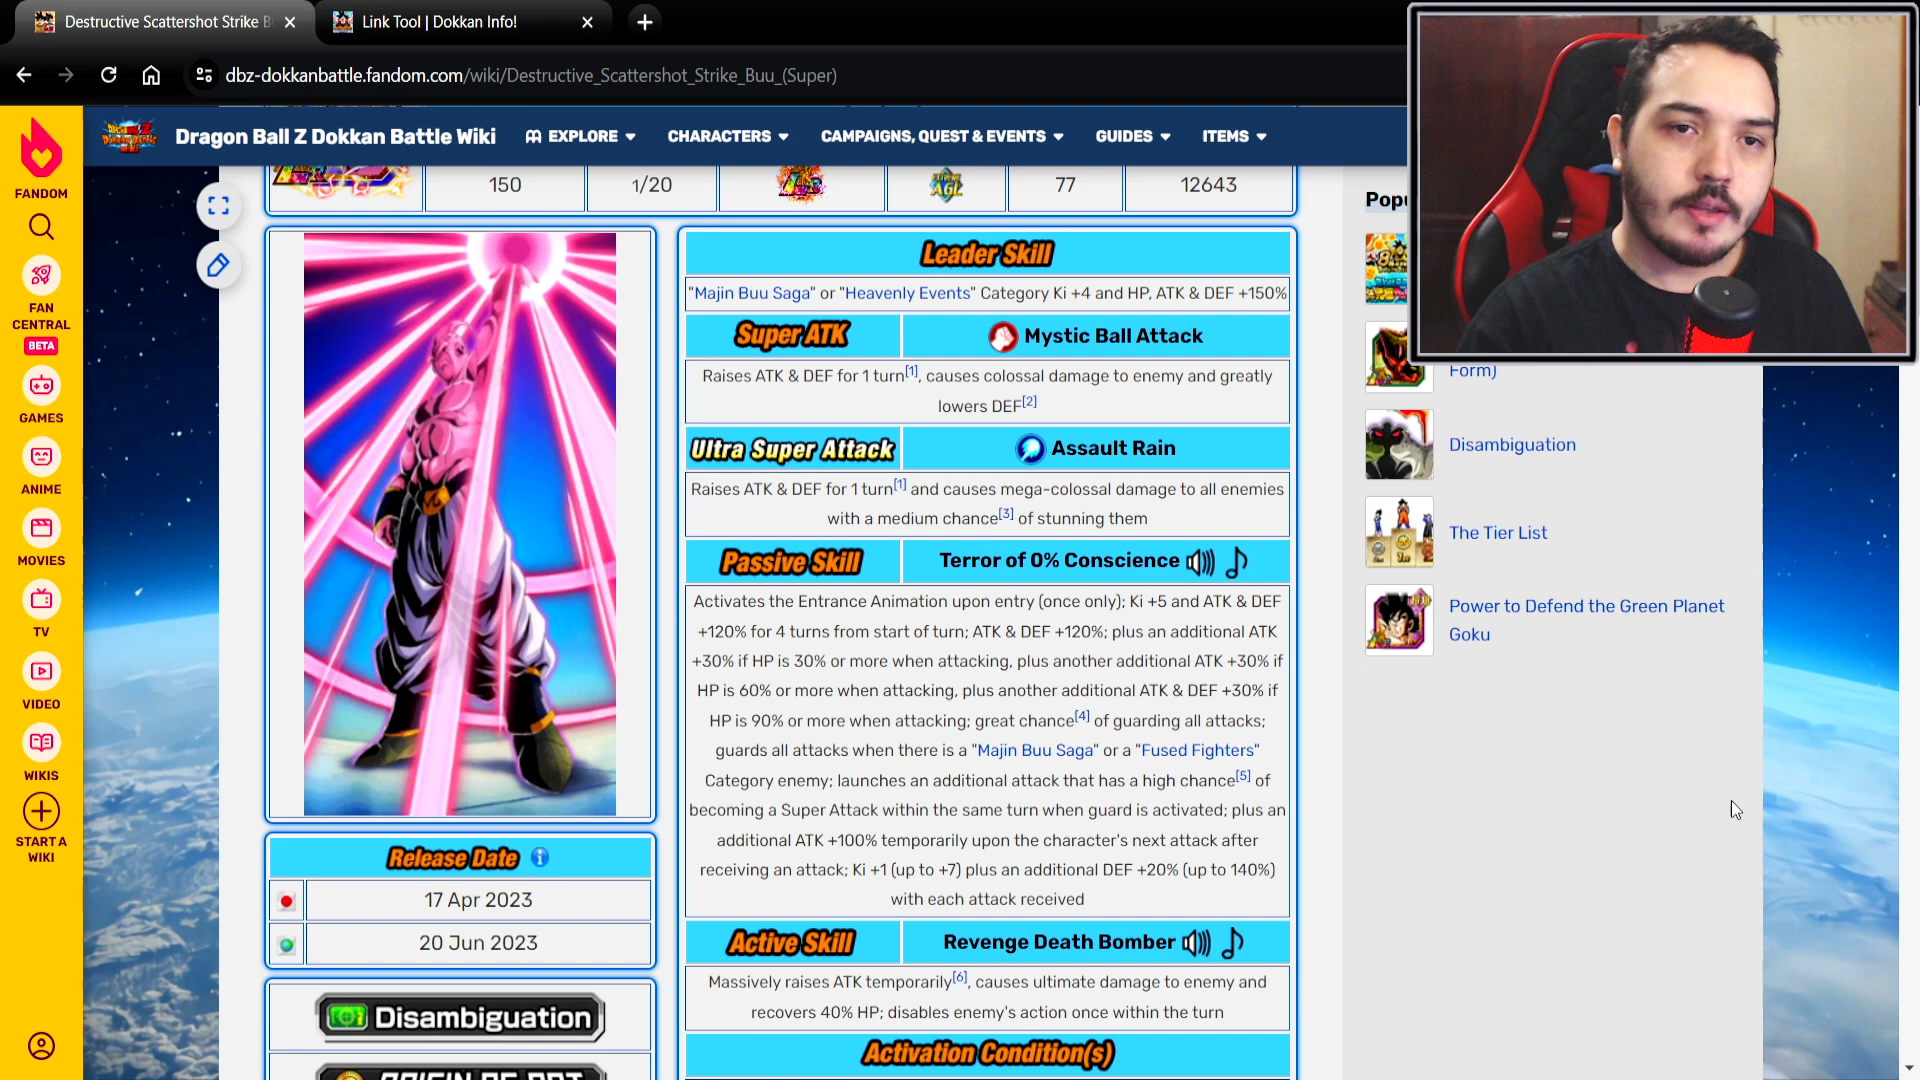 Destructive Scattershot Strike B
Link Tool | Dokkan Info!
dbz-dokkanbattle.fandom.com/wiki/Destructive_Scattershot_Strike_Buu_(Super)
Dragon Ball Z Dokkan Battle Wiki
EXPLORE
CHARACTERS
CAMPAIGNS, QUEST & EVENTS
GUIDES
ITEMS
FANDOM
FAN
CENTRAL
BETA
GAMES
ANIME
MOVIES
TV
VIDEO
WIKIS
START A
WIKI
150
1/20
AGL
77
12643
Leader Skill
"Majin Buu Saga" or "Heavenly Events" Category Ki +4 and HP, ATK & DEF +150%
Super ATK
Mystic Ball Attack
Raises ATK & DEF for 1 turn[1], causes colossal damage to enemy and greatly
lowers DEF[2]
Ultra Super Attack
Assault Rain
Raises ATK & DEF for 1 turn[1] and causes mega-colossal damage to all enemies
with a medium chance[3] of stunning them
Passive Skill
Terror of 0% Conscience
Activates the Entrance Animation upon entry (once only); Ki +5 and ATK & DEF
+120% for 4 turns from start of turn; ATK & DEF +120%; plus an additional ATK
+30% if HP is 30% or more when attacking, plus another additional ATK +30% if
HP is 60% or more when attacking, plus another additional ATK & DEF +30% if
HP is 90% or more when attacking; great chance[4] of guarding all attacks;
guards all attacks when there is a "Majin Buu Saga" or a "Fused Fighters"
Category enemy; launches an additional attack that has a high chance[5] of
becoming a Super Attack within the same turn when guard is activated; plus an
additional ATK +100% temporarily upon the character's next attack after
receiving an attack; Ki +1 (up to +7) plus an additional DEF +20% (up to 140%)
with each attack received
Active Skill
Revenge Death Bomber
Massively raises ATK temporarily[6], causes ultimate damage to enemy and
recovers 40% HP; disables enemy's action once within the turn
Activation Condition(s)
Release Date
17 Apr 2023
20 Jun 2023
Disambiguation
Popu
Form)
Disambiguation
The Tier List
Power to Defend the Green Planet
Goku